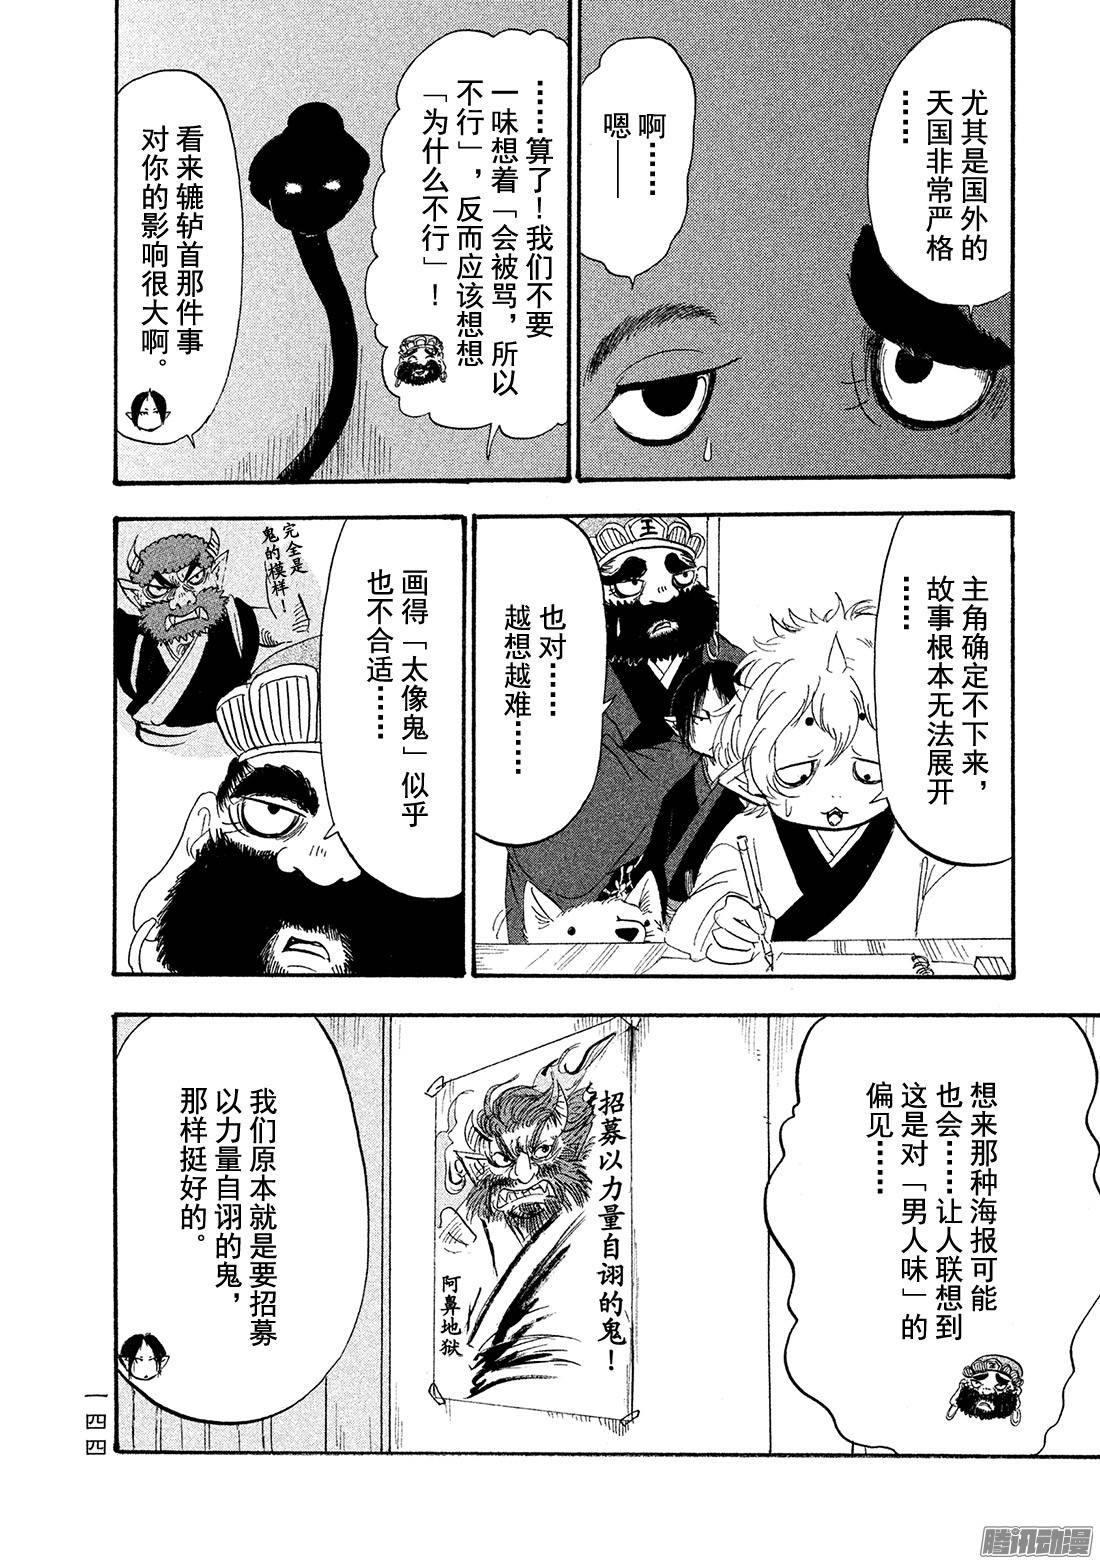 尤其是国外的
天国非常严格
……
啊……
嗯——
……算了！我们不要
一味想着「会被骂，所以
不行」，反而应该想想
「为什么不行」！
看来辘轳首那件事
对你的影响很大啊。
主角确定不下来，
故事根本无法展开
……
王
也对……
越想越难……
画得「太像鬼」似乎
也不合适……
完全是
鬼的模样！
想来那种海报可能
也会……让人联想到
这是对「男人味」的
偏见……
招募以力量自诩的鬼！
阿鼻地狱
我们原本就是要招募
以力量自诩的鬼，
那样挺好的。
一四四
腾讯动漫